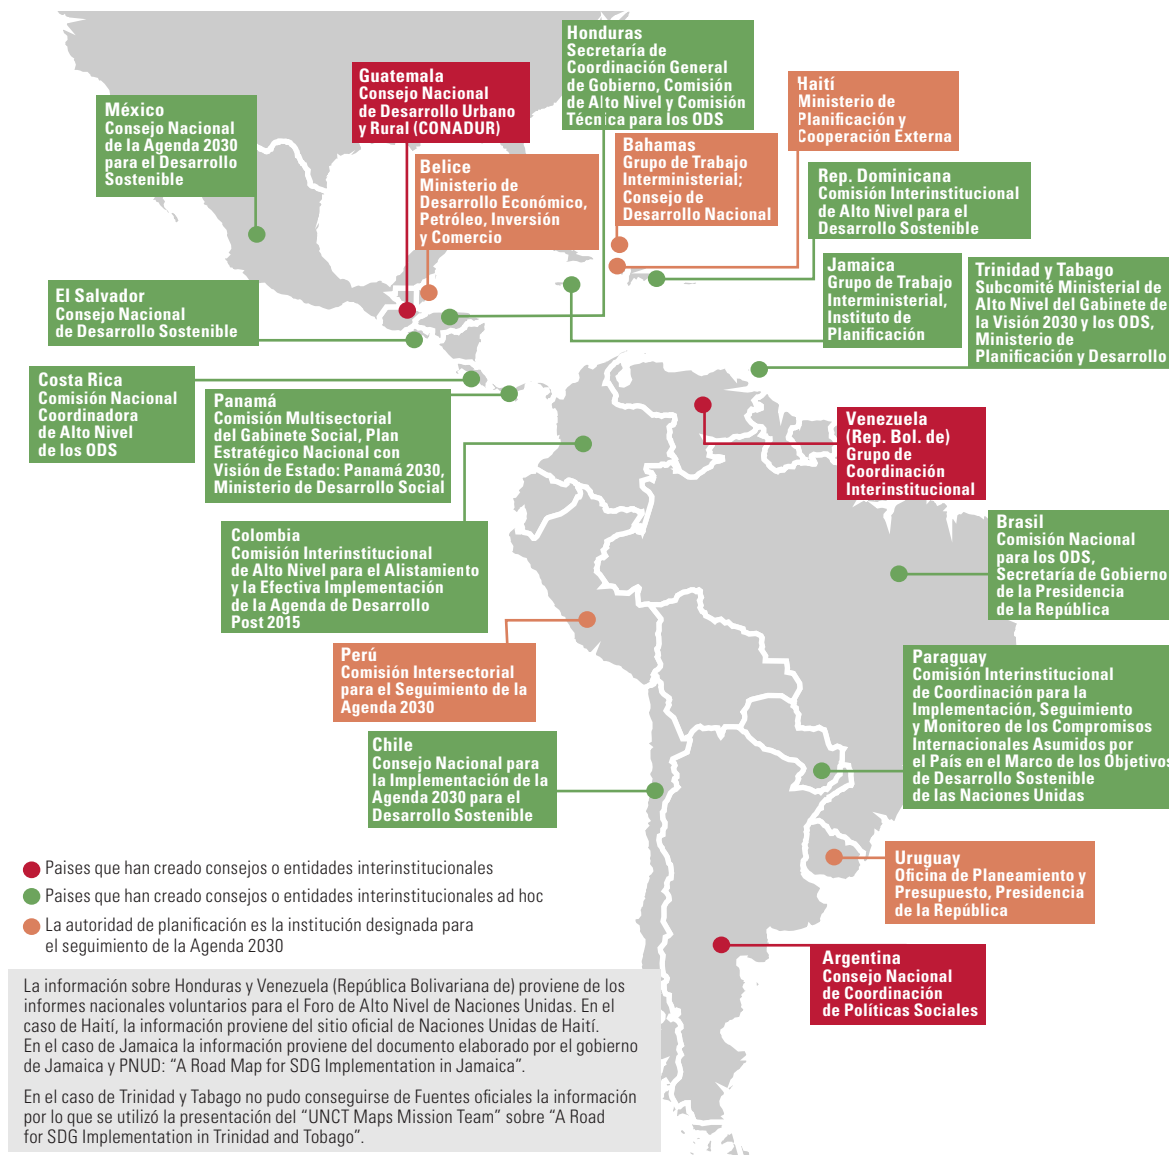 Honduras
Secretaría de
Coordinación General
de Gobierno, Comisión
de Alto Nivel y Comisión
Técnica para los ODS
Guatemala
Consejo Nacional
de Desarrollo Urbano
y Rural (CONADUR)
Haití
Ministerio de
Planificación y
Cooperación Externa
México
Consejo Nacional
de la Agenda 2030
para el Desarrollo
Sostenible
Bahamas
Grupo de Trabajo
Interministerial;
Consejo de
Desarrollo Nacional
Belice
Ministerio de
Desarrollo Económico,
Petróleo, Inversión
y Comercio
Rep. Dominicana
Comisión Interinstitucional
de Alto Nivel para el
Desarrollo Sostenible
Jamaica
Grupo de Trabajo
Interministerial,
Instituto de
Planificación
Trinidad y Tabago
Subcomité Ministerial de
Alto Nivel del Gabinete de
la Visión 2030 y los ODS,
Ministerio de
Planificación y Desarrollo
El Salvador
Consejo Nacional
de Desarrollo Sostenible
Costa Rica
Comisión Nacional
Coordinadora
de Alto Nivel
de los ODS
Panamá
Comisión Multisectorial
del Gabinete Social, Plan
Estratégico Nacional con
Visión de Estado: Panamá 2030,
Ministerio de Desarrollo Social
Venezuela
(Rep. Bol. de)
Grupo de
Coordinación
Interinstitucional
Colombia
Comisión Interinstitucional
de Alto Nivel para el Alistamiento
y la Efectiva Implementación
de la Agenda de Desarrollo
Post 2015
Brasil
Comisión Nacional
para los ODS,
Secretaría de Gobierno
de la Presidencia
de la República
Perú
Comisión Intersectorial
para el Seguimiento de la
Agenda 2030
Paraguay
Comisión Interinstitucional
de Coordinación para la
Implementación, Seguimiento
y Monitoreo de los Compromisos
Internacionales Asumidos por
el País en el Marco de los Objetivos
de Desarrollo Sostenible
de las Naciones Unidas
Chile
Consejo Nacional para
la Implementación de la
Agenda 2030 para el
Desarrollo Sostenible
Uruguay
Oficina de Planeamiento y
Presupuesto, Presidencia
de la República
Argentina
Consejo Nacional
de Coordinación
de Políticas Sociales
Paises que han creado consejos o entidades interinstitucionales
Paises que han creado consejos o entidades interinstitucionales ad hoc
La autoridad de planificación es la institución designada para
el seguimiento de la Agenda 2030
La información sobre Honduras y Venezuela (República Bolivariana de) proviene de los
informes nacionales voluntarios para el Foro de Alto Nivel de Naciones Unidas. En el
caso de Haití, la información proviene del sitio oficial de Naciones Unidas de Haití.
En el caso de Jamaica la información proviene del documento elaborado por el gobierno
de Jamaica y PNUD: “A Road Map for SDG Implementation in Jamaica”.
En el caso de Trinidad y Tabago no pudo conseguirse de Fuentes oficiales la información
por lo que se utilizó la presentación del “UNCT Maps Mission Team” sobre “A Road
for SDG Implementation in Trinidad and Tobago”.